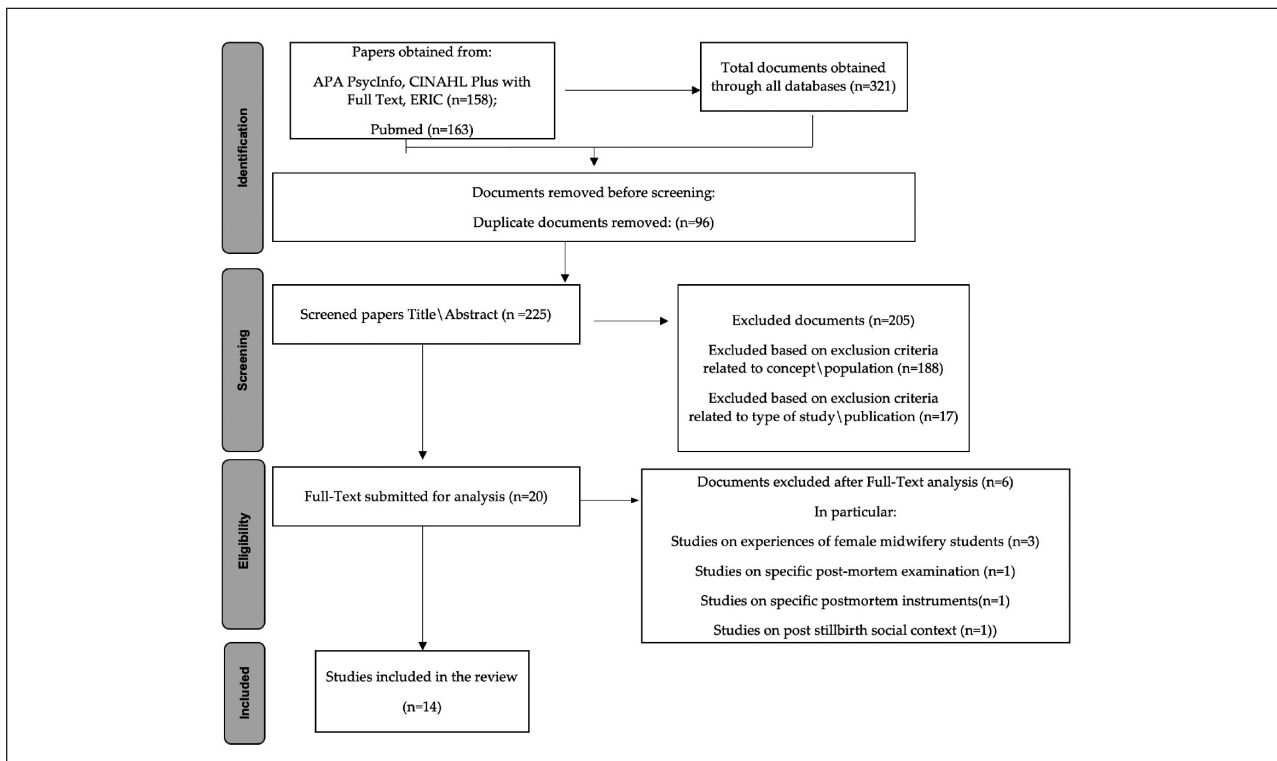 Identification
Papers obtained from:
APA PsycInfo, CINAHL Plus with
Full Text, ERIC (n=158);
Pubmed (n=163)
Total documents obtained
through all databases (n=321)
Documents removed before screening:
Duplicate documents removed: (n=96)
Screening
Screened papers Title\Abstract (n =225)
Excluded documents (n=205)
Excluded based on exclusion criteria
related to concept\population (n=188)
Excluded based on exclusion criteria
related to type of study\publication (n=17)
Eligibility
Full-Text submitted for analysis (n=20)
Documents excluded after Full-Text analysis (n=6)
In particular:
Studies on experiences of female midwifery students (n=3)
Studies on specific post-mortem examination (n=1)
Studies on specific postmortem instruments(n=1)
Studies on post stillbirth social context (n=1))
Included
Studies included in the review
(n=14)